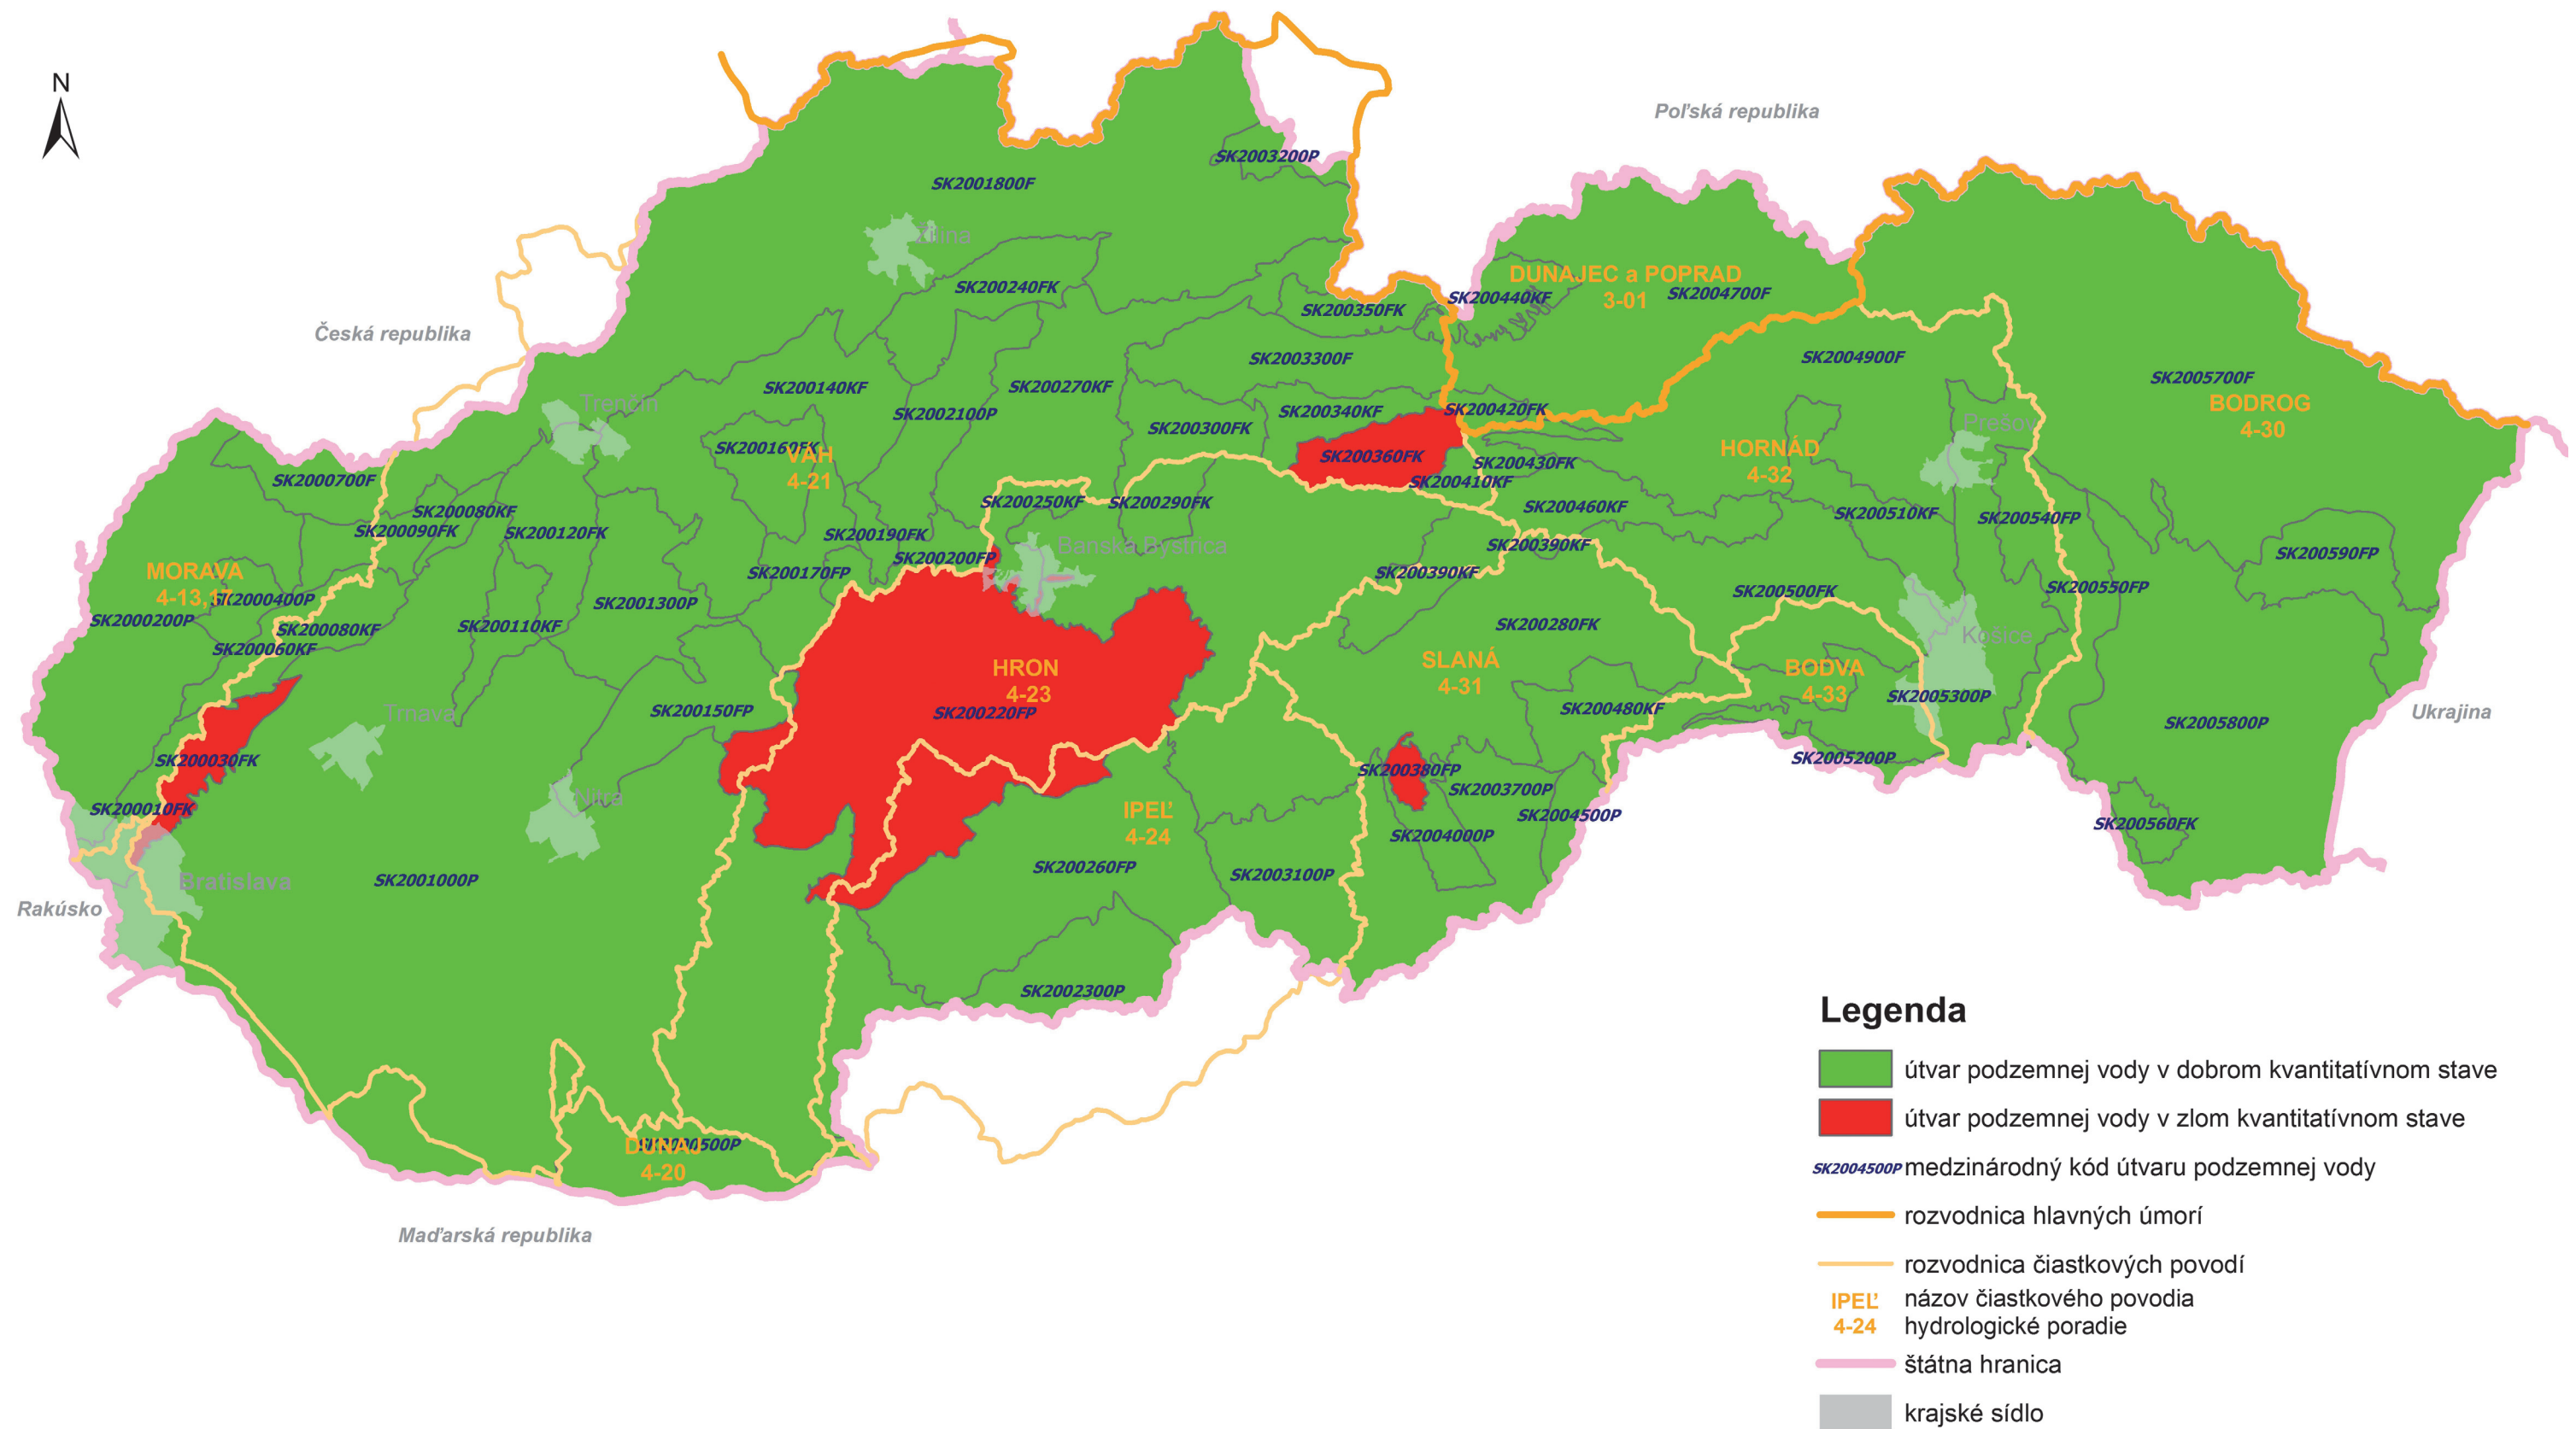 N
Poľská republika
SK2003200P
SK2001800F
Žilina
DUNAJEC a POPRAD
3-01
SK200240FK
SK200440KF
SK2004700F
SK200350FK
Česká republika
SK2003300F
SK2004900F
SK200140KF
SK200270KF
SK2005700F
BODROG
4-30
Trenčín
SK2002100P
SK200340KF
SK200420FK
SK200300FK
Prešov
SK200160FK
VÁH
4-21
SK200360FK
SK200430FK
HORNÁD
4-32
SK2000700F
SK200410KF
SK200250KF
SK200290FK
SK200460KF
SK200080KF
SK200090FK
SK200120FK
SK200190KF
SK200510KF
SK200540FP
SK200200FP
Banská Bystrica
SK200390KF
SK200590FP
MORAVA
4-13,17
SK200170FP
SK200390KF
SK200550FP
SK2000400P
SK2001300P
SK200500FK
SK2000200P
SK200080KF
SK200110KF
SK200280FK
SK200060KF
Košice
HRON
4-23
SLANÁ
4-31
BODVA
4-33
SK2005300P
Trnava
SK200150FP
SK200220FP
SK200480KF
SK2005800P
Ukrajina
SK200030FK
SK200380FP
SK2005200P
Nitra
SK2003700P
SK200010FK
IPEĽ
4-24
SK2004500P
SK2004000P
SK200560FK
SK200260FP
SK2003100P
Bratislava
SK2001000P
Rakúsko
SK2002300P
DUNAJ
4-20
Maďarská republika
Legenda
útvar podzemnej vody v dobrom kvantitatívnom stave
útvar podzemnej vody v zlom kvantitatívnom stave
SK2004500P medzinárodný kód útvaru podzemnej vody
rozvodnica hlavných úmorí
rozvodnica čiastkových povodí
IPEĽ názov čiastkového povodia
4-24 hydrologické poradie
štátna hranica
krajské sídlo